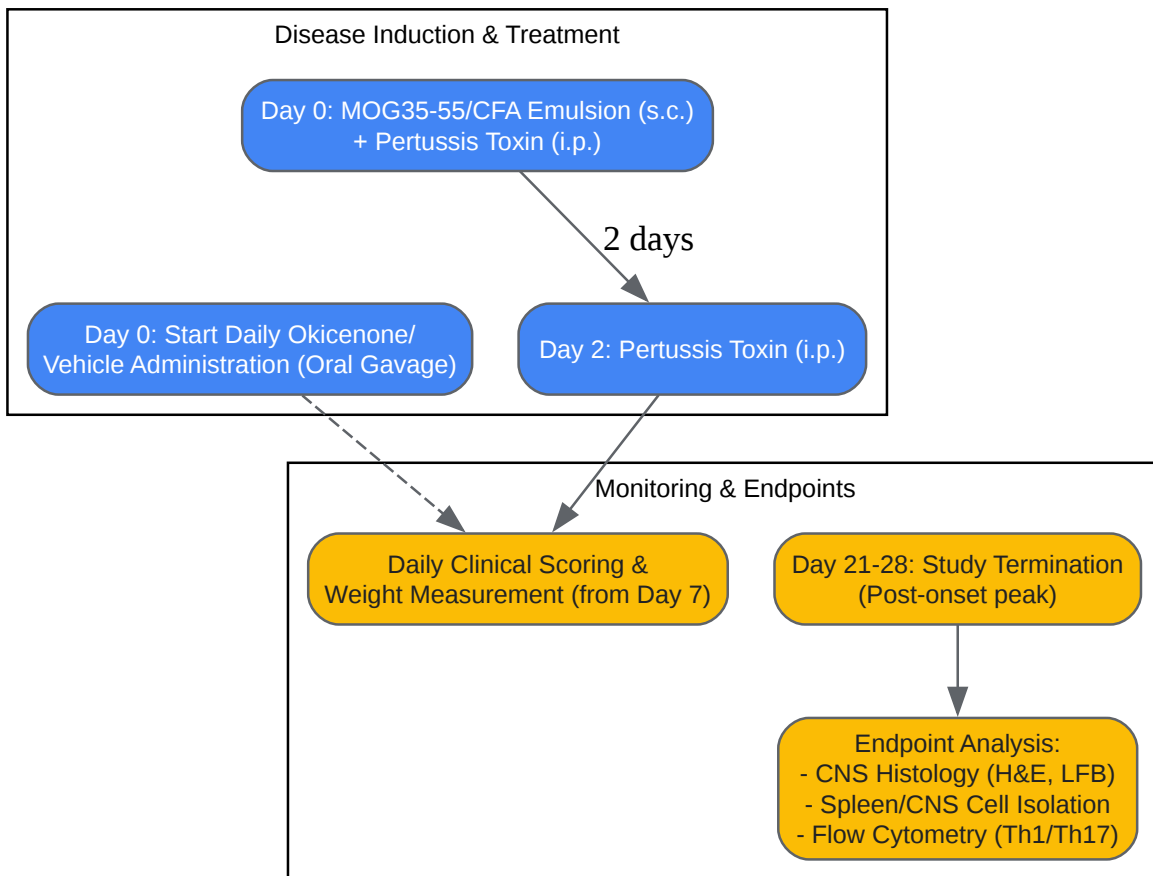 Disease Induction & Treatment
Day 0: MOG35-55/CFA Emulsion (s.c.)
+ Pertussis Toxin (i.p.)
2 days
Day 0: Start Daily Okicenone/
Vehicle Administration (Oral Gavage)
Day 2: Pertussis Toxin (i.p.)
Monitoring & Endpoints
Daily Clinical Scoring &
Weight Measurement (from Day 7)
Day 21-28: Study Termination
(Post-onset peak)
Endpoint Analysis:
- CNS Histology (H&E, LFB)
- Spleen/CNS Cell Isolation
- Flow Cytometry (Th1/Th17)